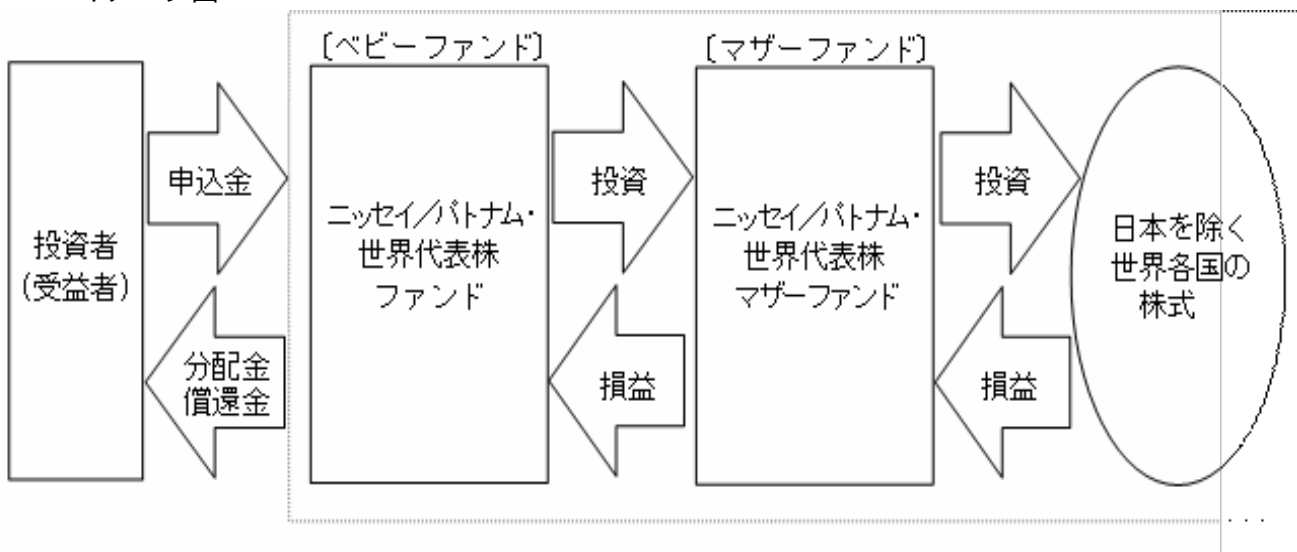 〔ベビーファンド〕
〔マザーファンド〕
投資者
（受益者）
申込金
分配金
償還金
ニッセイ／パトナム・
世界代表株
ファンド
投資
損益
ニッセイ／パトナム・
世界代表株
マザーファンド
投資
損益
日本を除く
世界各国の
株式